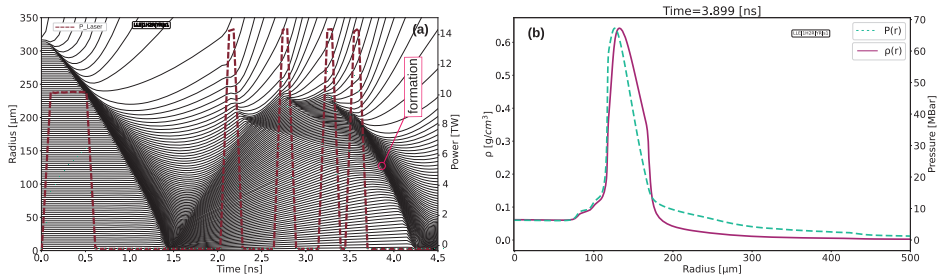 P_Laser
(a)
formation
350
300
250
200
150
100
50
0
Radius [µm]
14
12
10
8
6
4
2
0
Power [TW]
0.0 0.5 1.0 1.5 2.0 2.5 3.0 3.5 4.0 4.5
Time [ns]
Time=3.899 [ns]
(b)
P(r)
ρ(r)
0.6
0.5
0.4
0.3
0.2
0.1
0.0
ρ [g/cm³]
70
60
50
40
30
20
10
0
Pressure [MBar]
0 100 200 300 400 500
Radius [µm]